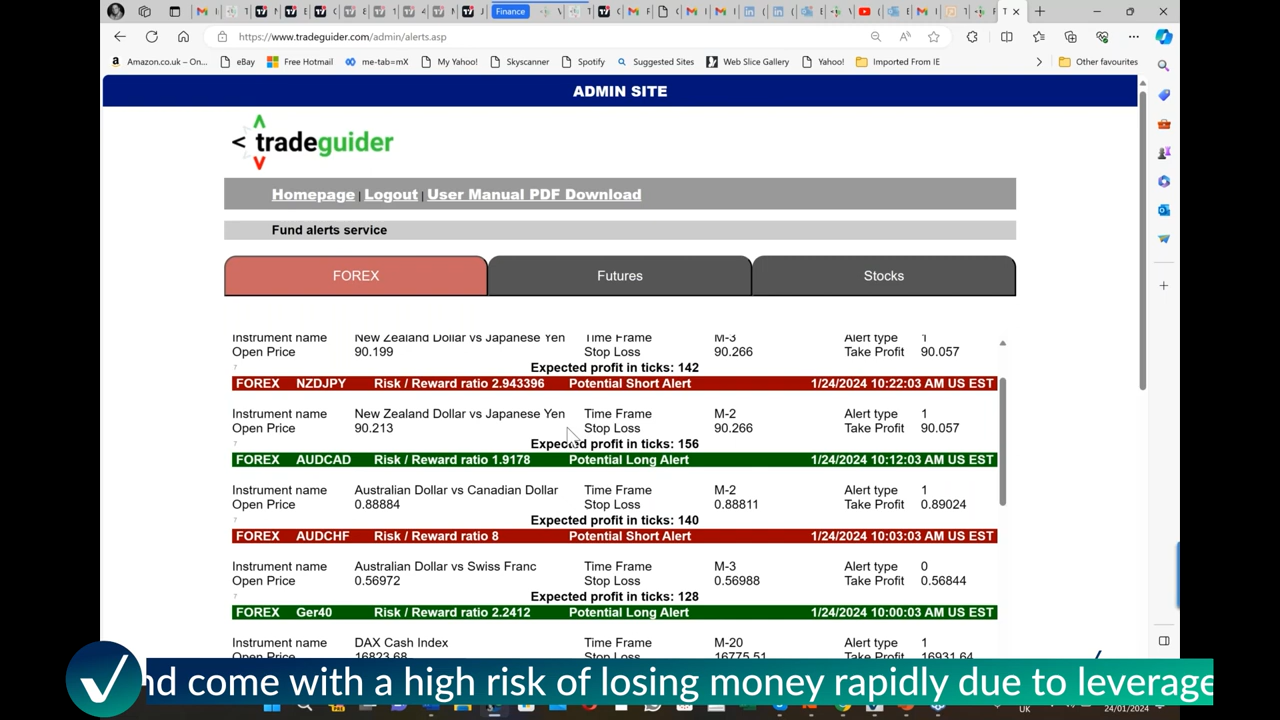 Finance
https://www.tradeguider.com/admin/alerts.asp
Amazon.co.uk – On... eBay Free Hotmail me-tab=mX My Yahoo! Skyscanner Spotify Suggested Sites Web Slice Gallery Yahoo! Imported From IE Other favourites
ADMIN SITE
tradeguider
Homepage | Logout | User Manual PDF Download
Fund alerts service
FOREX Futures Stocks
Instrument name New Zealand Dollar vs Japanese Yen Time Frame M-3 Alert type 1
Open Price 90.199 Stop Loss 90.266 Take Profit 90.057
Expected profit in ticks: 142
FOREX NZDJPY Risk / Reward ratio 2.943396 Potential Short Alert 1/24/2024 10:22:03 AM US EST
Instrument name New Zealand Dollar vs Japanese Yen Time Frame M-2 Alert type 1
Open Price 90.213 Stop Loss 90.266 Take Profit 90.057
Expected profit in ticks: 156
FOREX AUDCAD Risk / Reward ratio 1.9178 Potential Long Alert 1/24/2024 10:12:03 AM US EST
Instrument name Australian Dollar vs Canadian Dollar Time Frame M-2 Alert type 1
Open Price 0.88884 Stop Loss 0.88811 Take Profit 0.89024
Expected profit in ticks: 140
FOREX AUDCHF Risk / Reward ratio 8 Potential Short Alert 1/24/2024 10:03:03 AM US EST
Instrument name Australian Dollar vs Swiss Franc Time Frame M-3 Alert type 0
Open Price 0.56972 Stop Loss 0.56988 Take Profit 0.56844
Expected profit in ticks: 128
FOREX Ger40 Risk / Reward ratio 2.2412 Potential Long Alert 1/24/2024 10:00:03 AM US EST
Instrument name DAX Cash Index Time Frame M-20 Alert type 1
16823.68 16775.51 16931.64
nd come with a high risk of losing money rapidly due to leverage
UK 24/01/2024